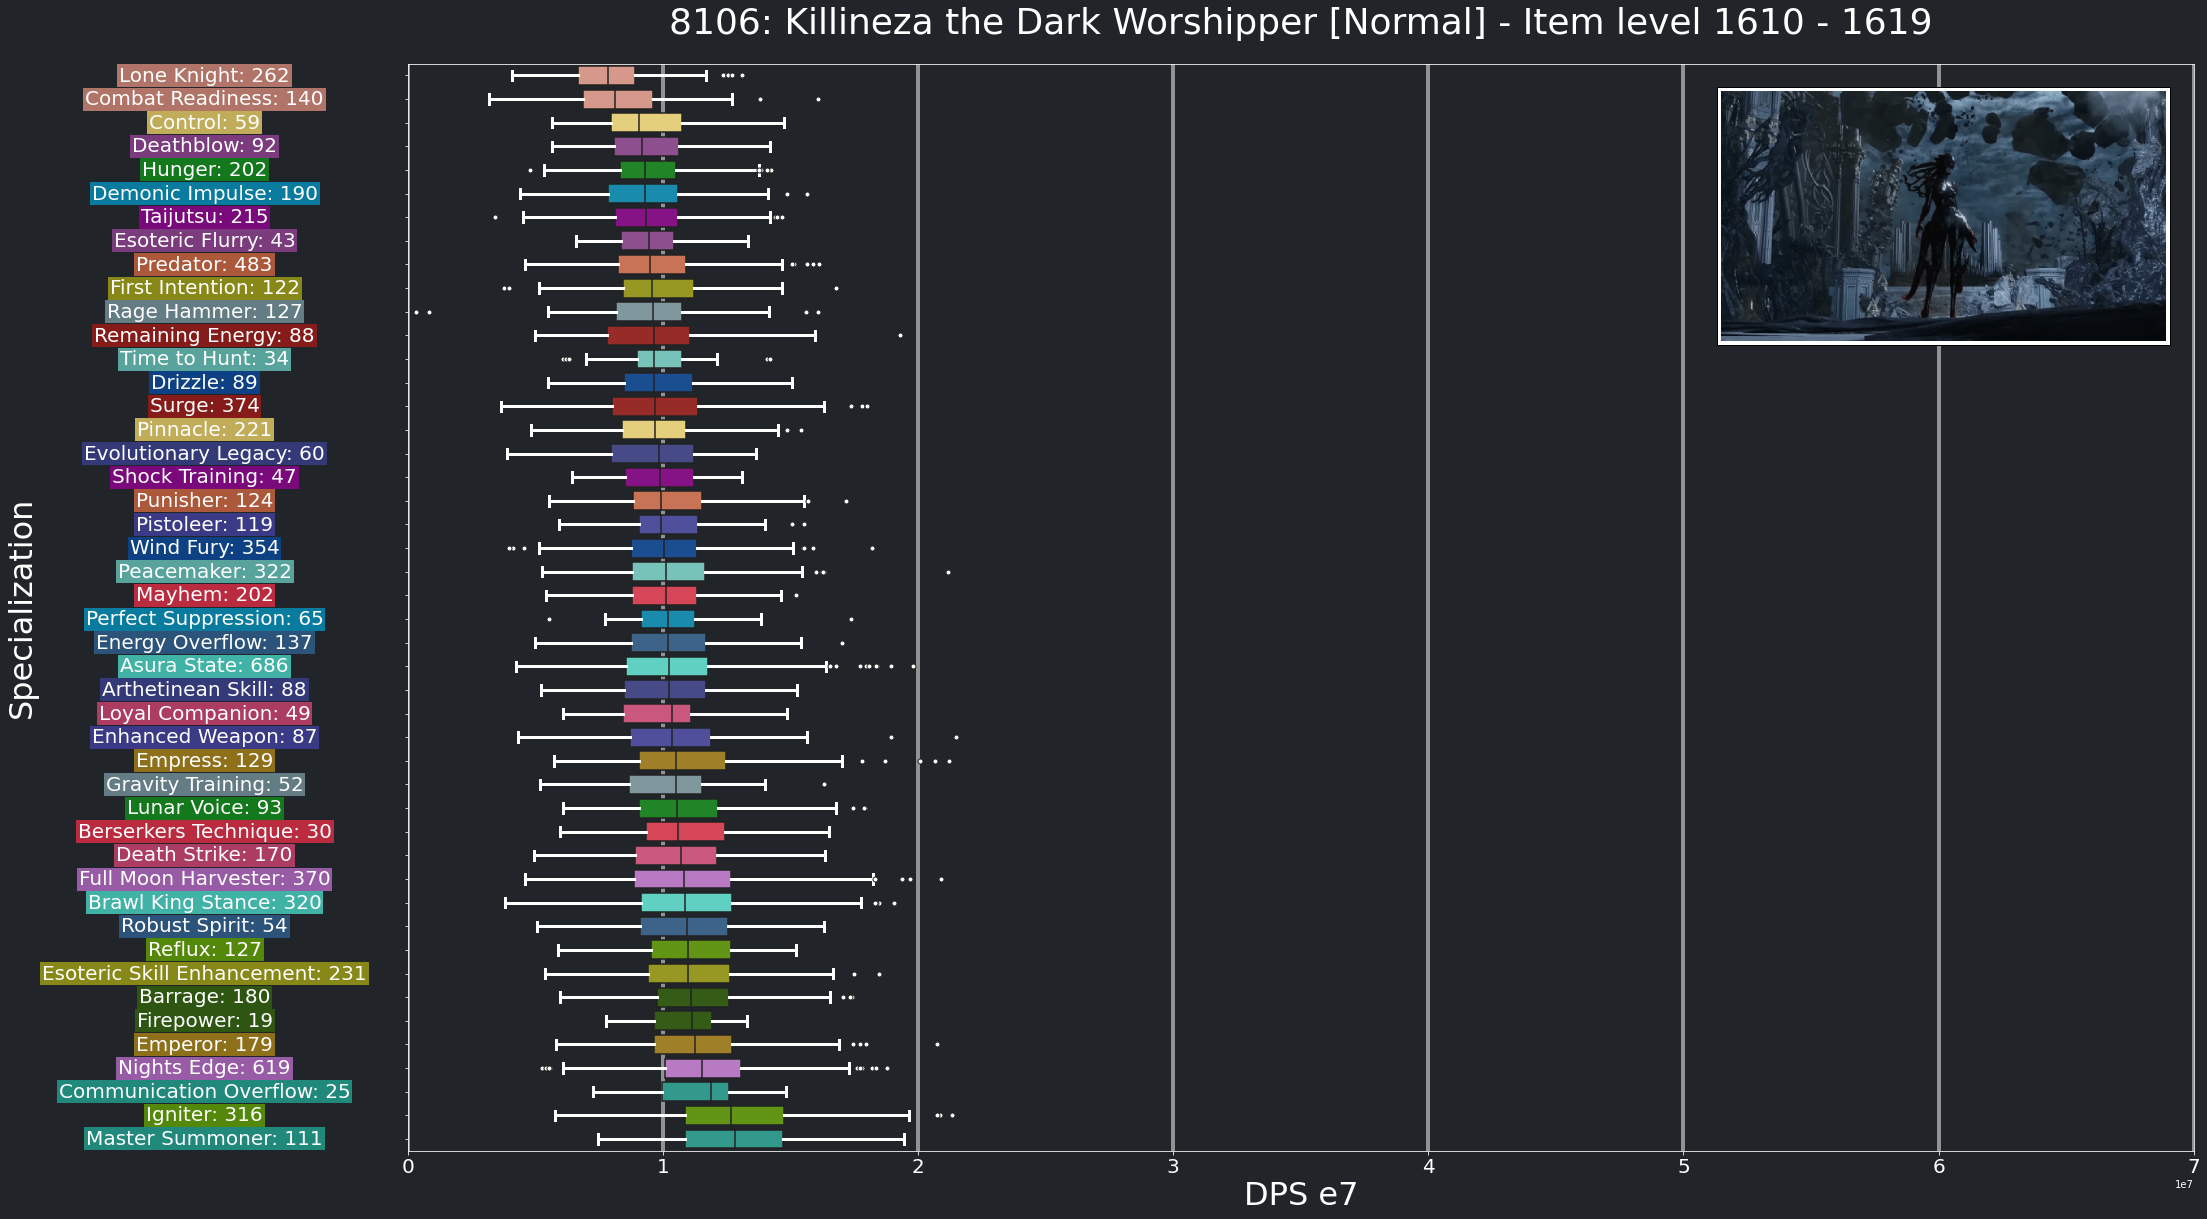 8106: Killineza the Dark Worshipper [Normal] - Item level 1610 - 1619
Specialization
Lone Knight: 262
Combat Readiness: 140
Control: 59
Deathblow: 92
Hunger: 202
Demonic Impulse: 190
Taijutsu: 215
Esoteric Flurry: 43
Predator: 483
First Intention: 122
Rage Hammer: 127
Remaining Energy: 88
Time to Hunt: 34
Drizzle: 89
Surge: 374
Pinnacle: 221
Evolutionary Legacy: 60
Shock Training: 47
Punisher: 124
Pistoleer: 119
Wind Fury: 354
Peacemaker: 322
Mayhem: 202
Perfect Suppression: 65
Energy Overflow: 137
Asura State: 686
Arthetinean Skill: 88
Loyal Companion: 49
Enhanced Weapon: 87
Empress: 129
Gravity Training: 52
Lunar Voice: 93
Berserkers Technique: 30
Death Strike: 170
Full Moon Harvester: 370
Brawl King Stance: 320
Robust Spirit: 54
Reflux: 127
Esoteric Skill Enhancement: 231
Barrage: 180
Firepower: 19
Emperor: 179
Nights Edge: 619
Communication Overflow: 25
Igniter: 316
Master Summoner: 111
0 1 2 3 4 5 6 7
1e7
DPS e7